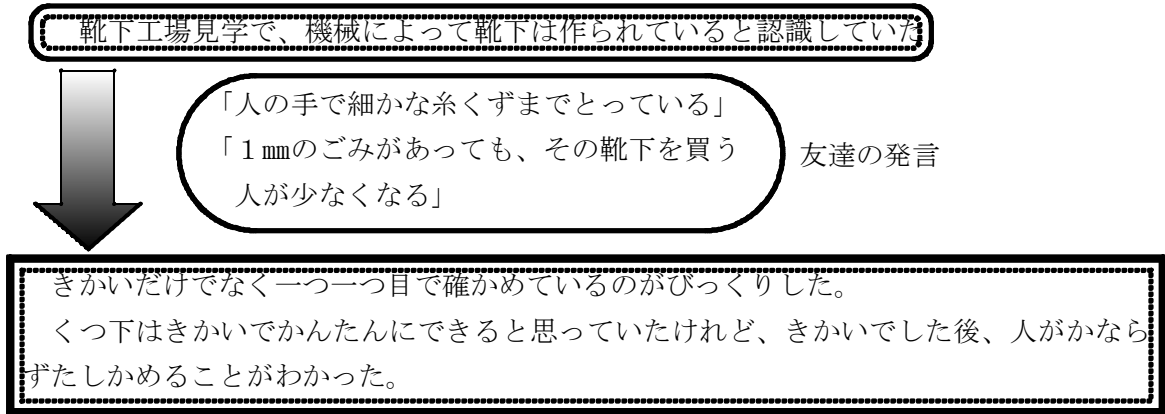 靴下工場見学で、機械によって靴下は作られていると認識していた
「人の手で細かな糸くずまでとっている」
「１㎜のごみがあっても、その靴下を買う
人が少なくなる」
友達の発言
きかいだけでなく一つ一つ目で確かめているのがびっくりした。
くつ下はきかいでかんたんにできると思っていたけれど、きかいでした後、人がかなら
ずたしかめることがわかった。